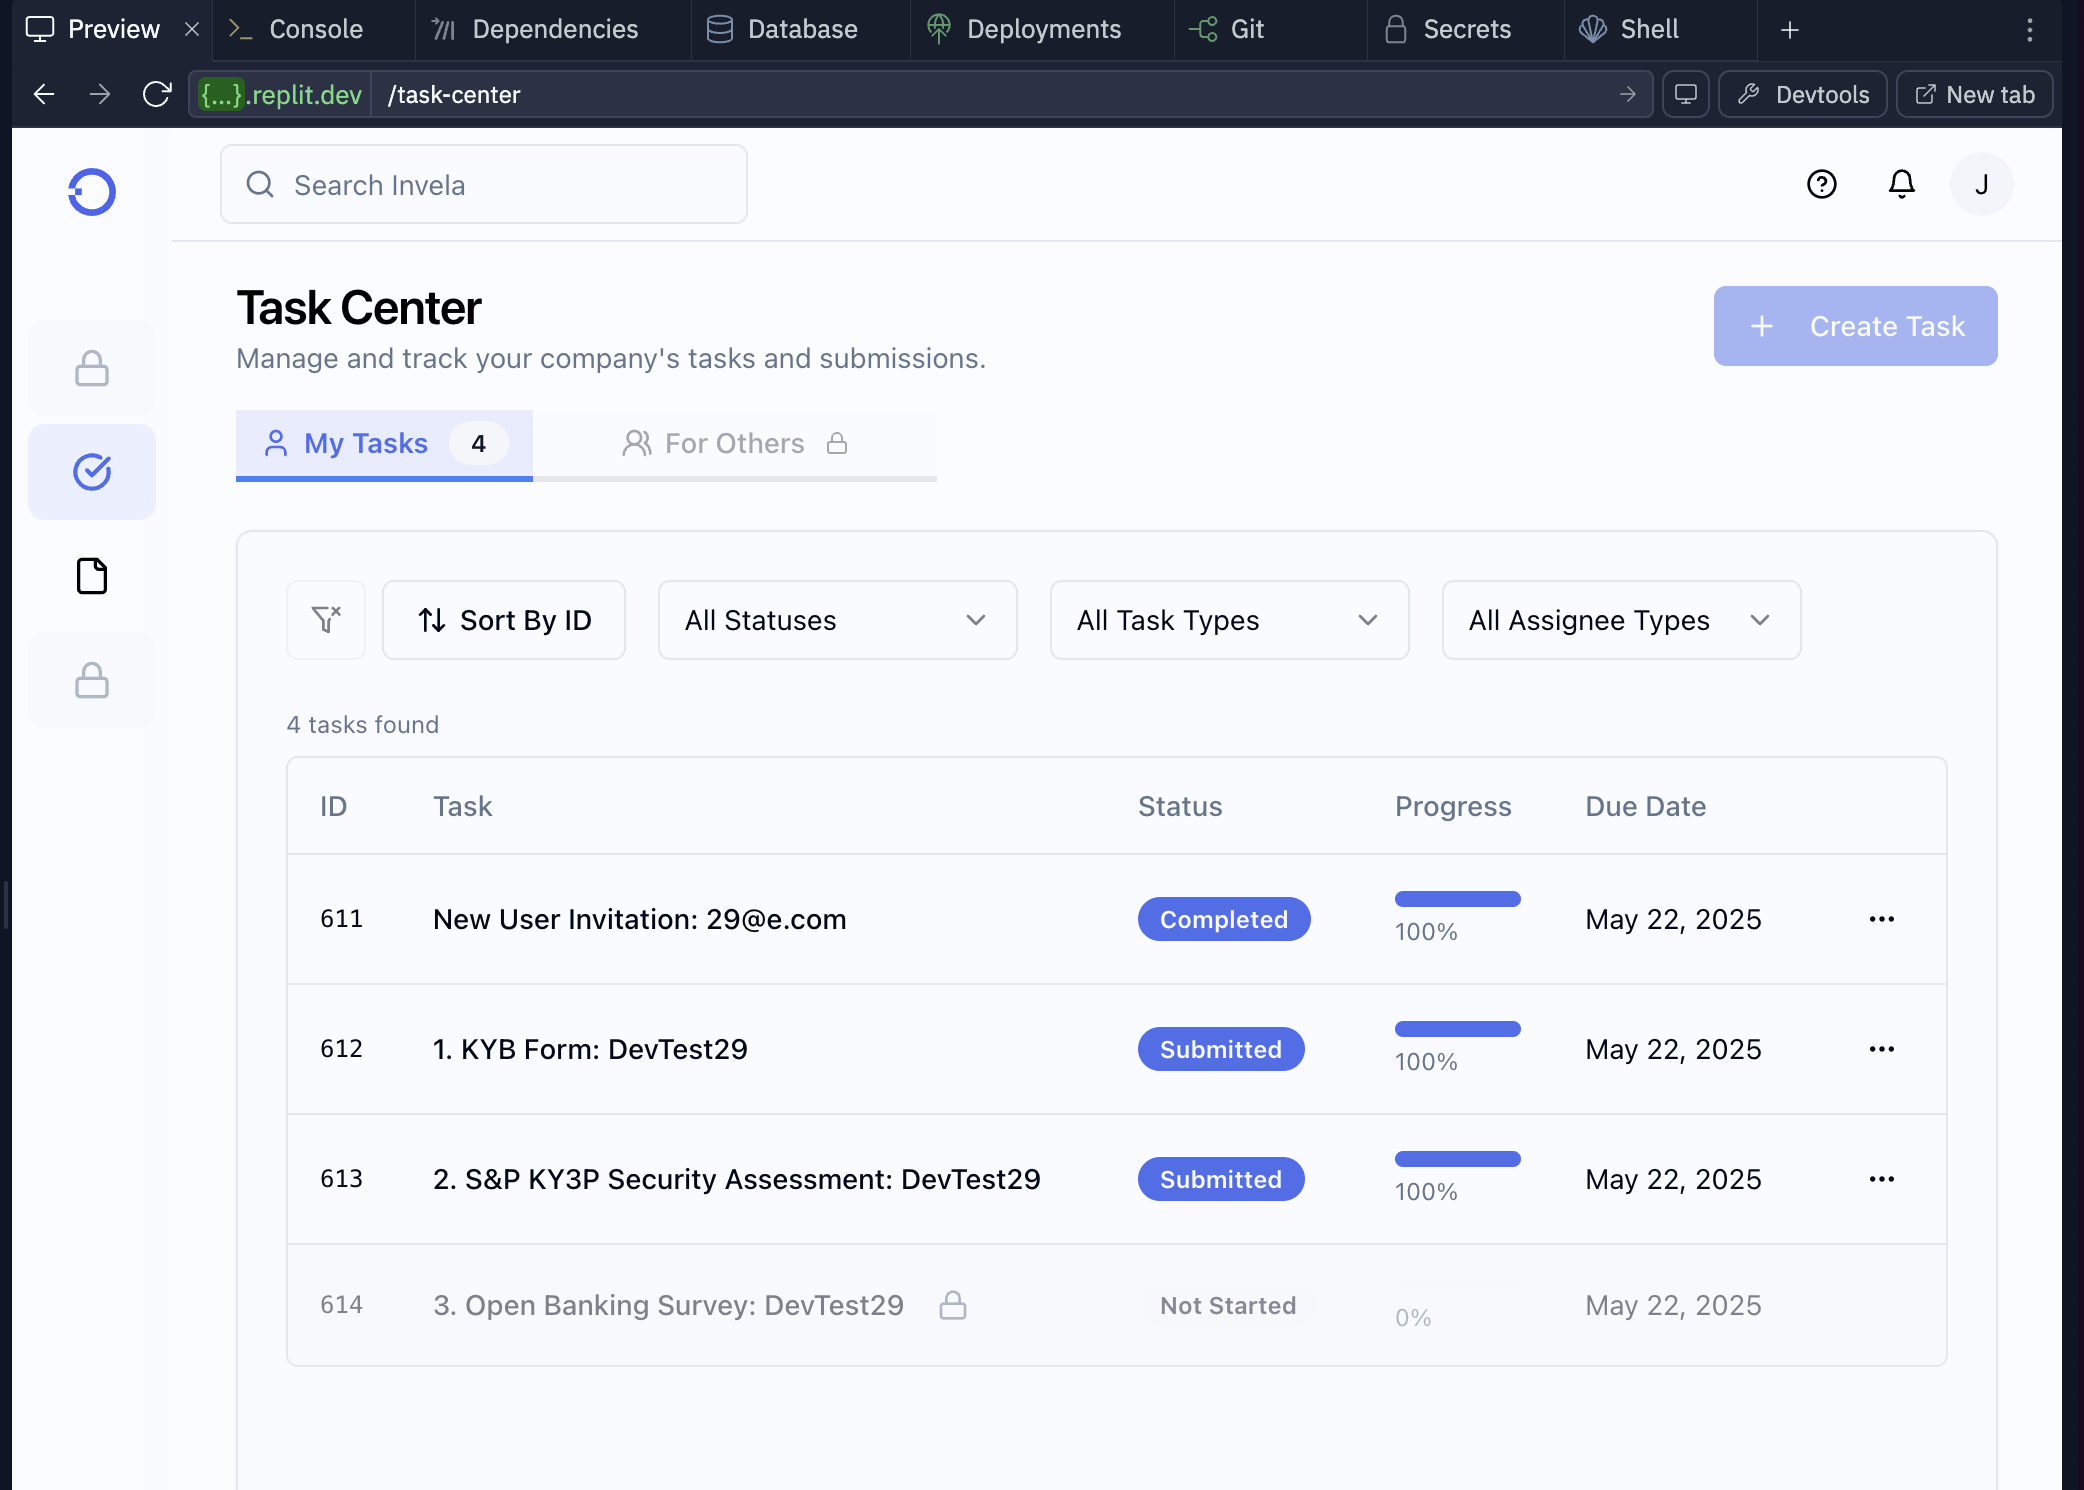 Preview
Console
Dependencies
Database
Deployments
Git
Secrets
Shell
{...}.replit.dev /task-center
Devtools
New tab
Search Invela
J
Task Center
Manage and track your company's tasks and submissions.
Create Task
My Tasks 4
For Others
Sort By ID
All Statuses
All Task Types
All Assignee Types
4 tasks found
ID Task Status Progress Due Date
611 New User Invitation: 29@e.com Completed 100% May 22, 2025
612 1. KYB Form: DevTest29 Submitted 100% May 22, 2025
613 2. S&P KY3P Security Assessment: DevTest29 Submitted 100% May 22, 2025
614 3. Open Banking Survey: DevTest29 Not Started 0% May 22, 2025